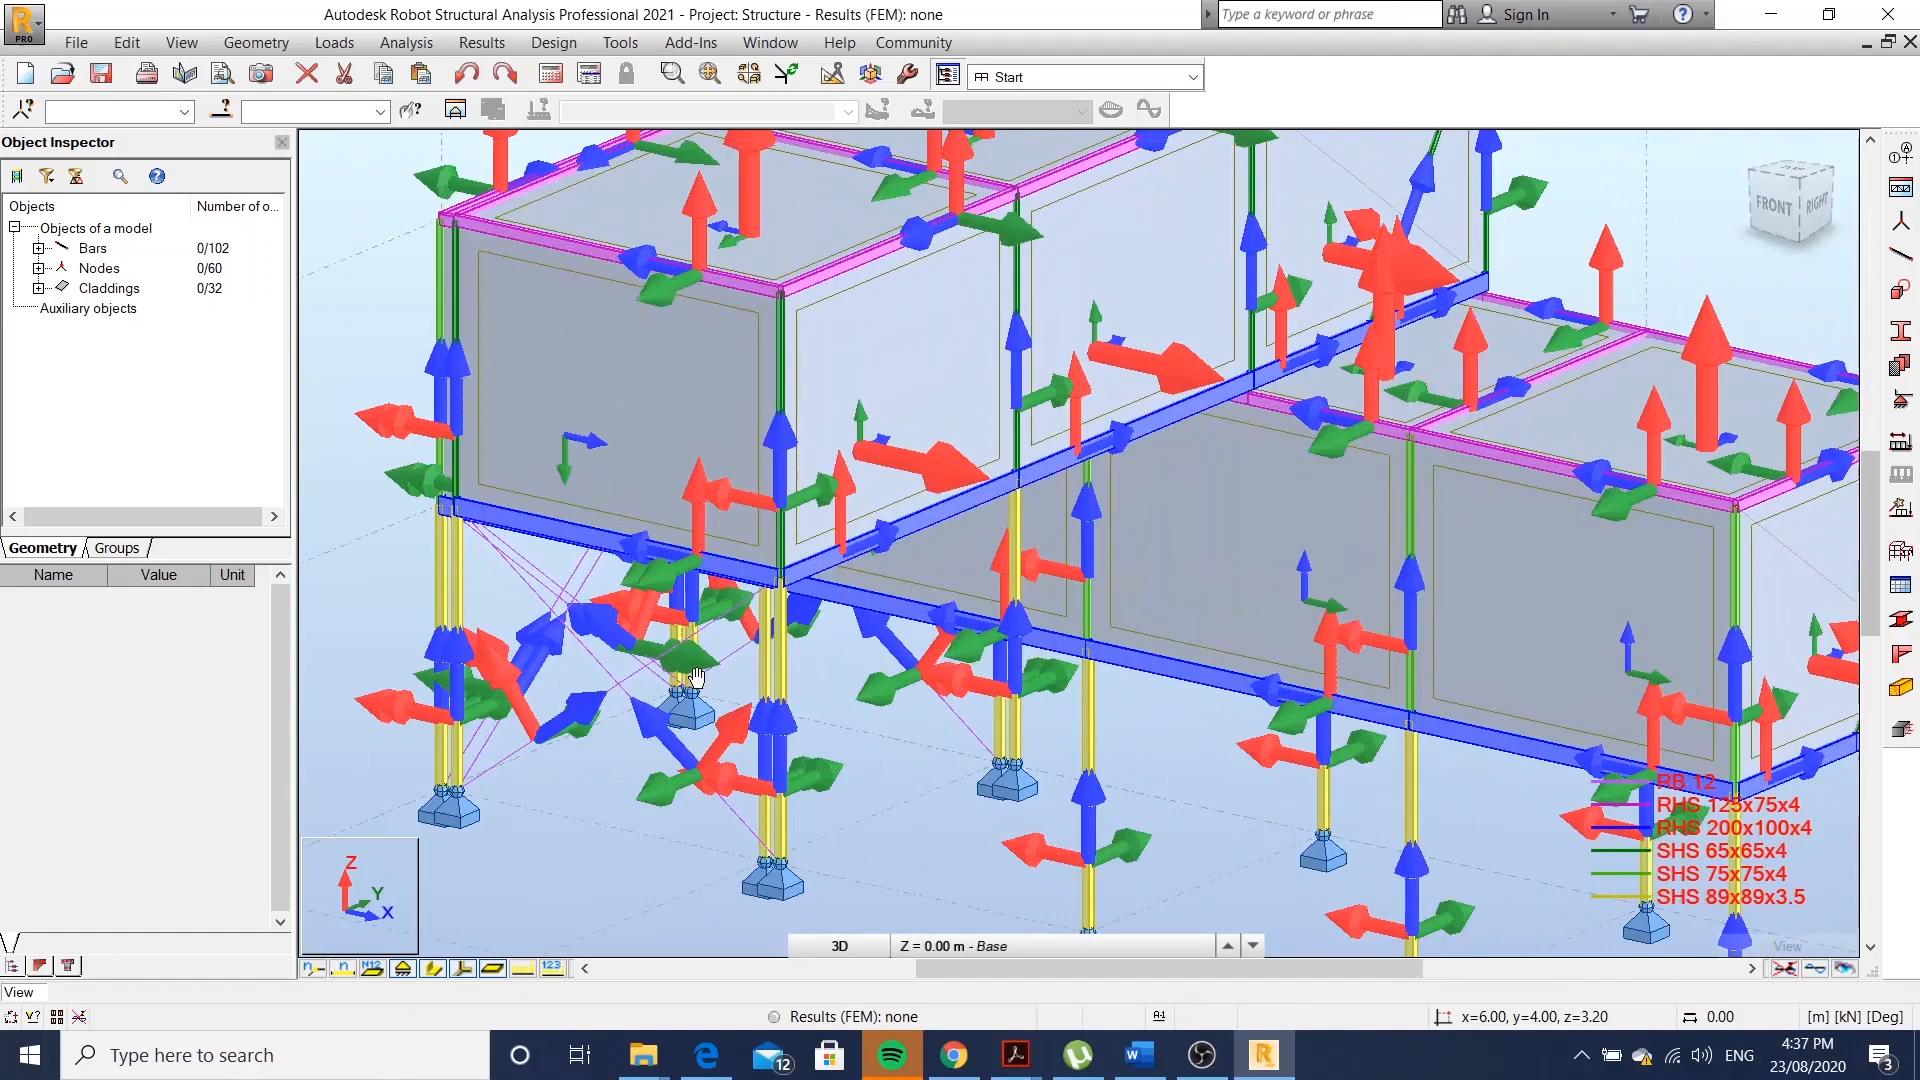 Autodesk Robot Structural Analysis Professional 2021 - Project: Structure - Results (FEM): none
Type a keyword or phrase
Sign In
PRO
File Edit View Geometry Loads Analysis Results Design Tools Add-Ins Window Help Community
Start
Object Inspector
Objects Number of o...
Objects of a model
Bars 0/102
Nodes 0/60
Claddings 0/32
Auxiliary objects
Geometry Groups
Name Value Unit
FRONT RIGHT
RB 12
RHS 125x75x4
RHS 200x100x4
SHS 65x65x4
SHS 75x75x4
SHS 89x89x3.5
Z
Y
X
3D Z = 0.00 m - Base
View
View
Results (FEM): none
x=6.00, y=4.00, z=3.20
0.00
[m] [kN] [Deg]
Type here to search
12
ENG
4:37 PM
23/08/2020
3